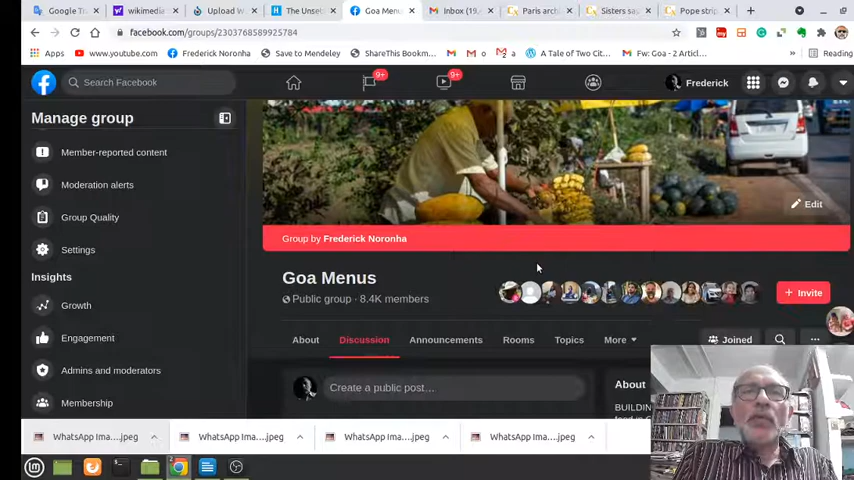 Google Tr
wikimedia
Upload W
The Unset
Goa Menu
Inbox (19,
Paris arch
Sisters sa
Pope strip
facebook.com/groups/2303768589925784
Apps
www.youtube.com
Frederick Noronha
Save to Mendeley
ShareThis Bookm...
o
a
A Tale of Two Cit...
Fw: Goa - 2 Articl...
Reading
Search Facebook
9+
9+
Frederick
Manage group
Member-reported content
Moderation alerts
Group Quality
Settings
Insights
Growth
Engagement
Admins and moderators
Membership
Edit
Group by Frederick Noronha
Goa Menus
Public group · 8.4K members
+ Invite
About
Discussion
Announcements
Rooms
Topics
More
Joined
Create a public post...
About
BUILDIN
WhatsApp Ima....jpeg
WhatsApp Ima....jpeg
WhatsApp Ima....jpeg
WhatsApp Ima....jpeg